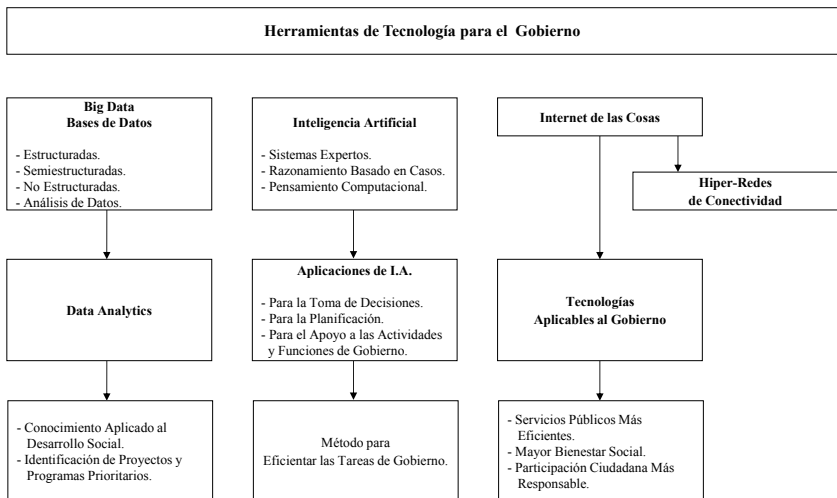 Herramientas de Tecnología para el Gobierno
Big Data
Bases de Datos
- Estructuradas.
- Semiestructuradas.
- No Estructuradas.
- Análisis de Datos.
Inteligencia Artificial
- Sistemas Expertos.
- Razonamiento Basado en Casos.
- Pensamiento Computacional.
Internet de las Cosas
Hiper-Redes
de Conectividad
Data Analytics
Aplicaciones de I.A.
- Para la Toma de Decisiones.
- Para la Planificación.
- Para el Apoyo a las Actividades
y Funciones de Gobierno.
Tecnologías
Aplicables al Gobierno
- Conocimiento Aplicado al
Desarrollo Social.
- Identificación de Proyectos y
Programas Prioritarios.
Método para
Eficientar las Tareas de Gobierno.
- Servicios Públicos Más
Eficientes.
- Mayor Bienestar Social.
- Participación Ciudadana Más
Responsable.